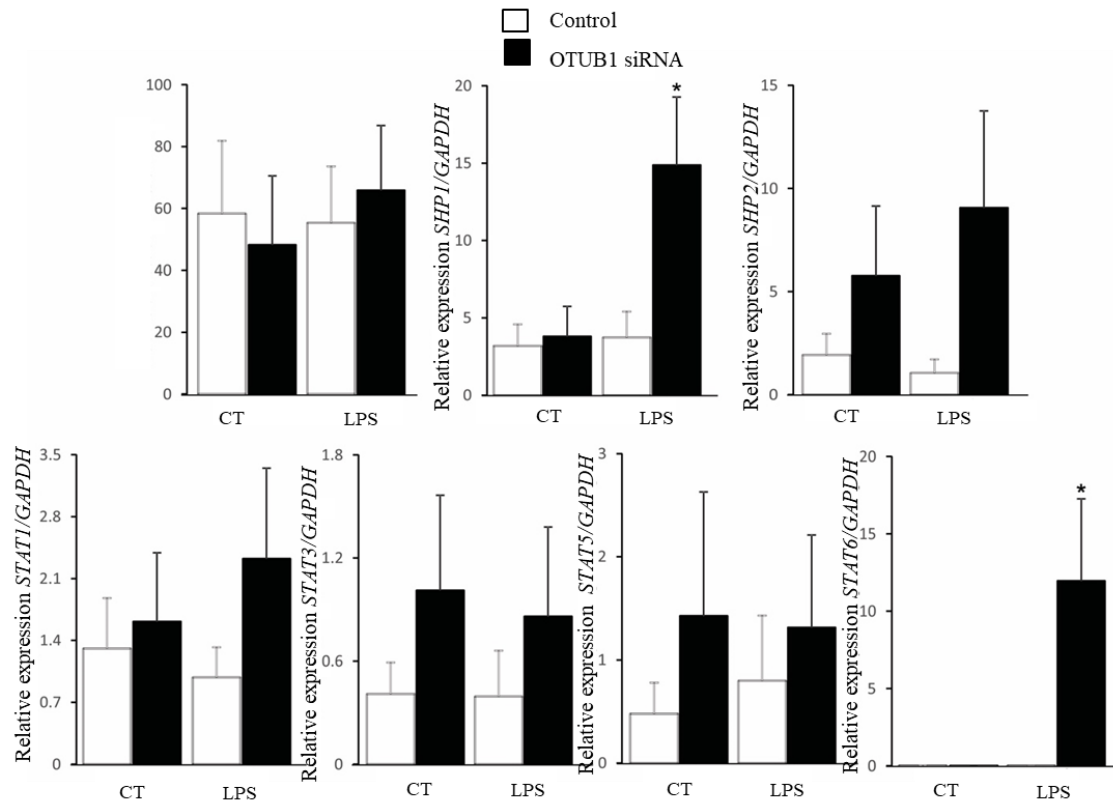 Control
OTUB1 siRNA
100
80
60
40
20
0
CT
LPS
Relative expression SHP1/GAPDH
20
15
10
5
0
*
CT
LPS
Relative expression SHP2/GAPDH
15
10
5
0
CT
LPS
Relative expression STAT1/GAPDH
3.5
2.8
2.1
1.4
0.7
0
CT
LPS
Relative expression STAT3/GAPDH
1.8
1.2
0.6
0
CT
LPS
Relative expression STAT5/GAPDH
3
2
1
0
CT
LPS
Relative expression STAT6/GAPDH
20
15
10
5
0
*
CT
LPS